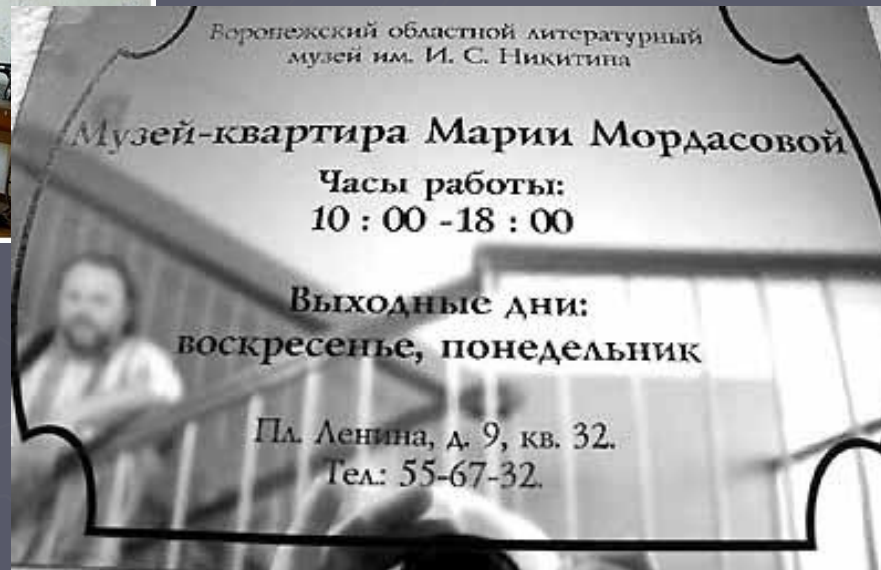 Воронежский областной литературный
музей им. И. С. Никитина
Музей-квартира Марии Мордасовой
Часы работы:
10 : 00 -18 : 00
Выходные дни:
воскресенье, понедельник
Пл. Ленина, д. 9, кв. 32.
Тел.: 55-67-32.